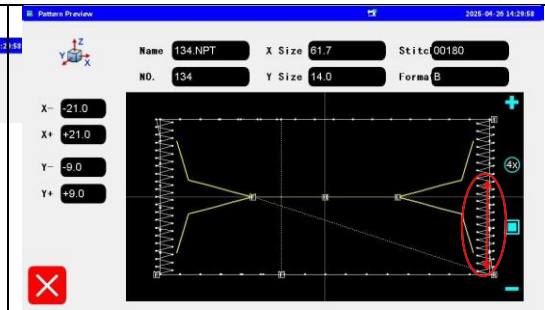 Pattern Preview 2025-04-26 14:29:58
Z
Y X
Name 134.NPT X Size 61.7 Stitc 00180
NO. 134 Y Size 14.0 Forma B
X- -21.0
X+ +21.0
Y- -9.0
Y+ +9.0
4x